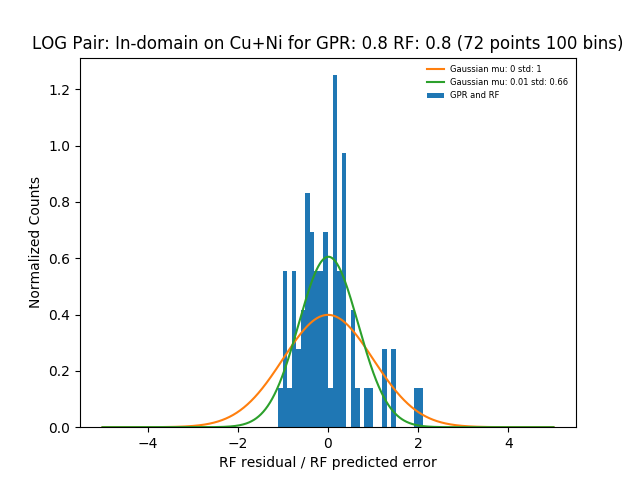 LOG Pair: In-domain on Cu+Ni for GPR: 0.8 RF: 0.8 (72 points 100 bins)
Gaussian mu: 0 std: 1
Gaussian mu: 0.01 std: 0.66
GPR and RF
Normalized Counts
1.2
1.0
0.8
0.6
0.4
0.2
0.0
−4 −2 0 2 4
RF residual / RF predicted error